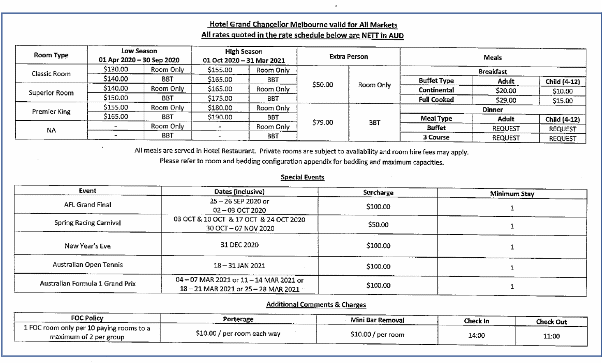 Hotel Grand Chancellor Melbourne valid for All Markets
All rates quoted in the rate schedule below are NETT in AUD
Room Type Low Season High Season Extra Person Meals
01 Apr 2020 – 30 Sep 2020 01 Oct 2020 – 31 Mar 2021
Classic Room $130.00 Room Only $155.00 Room Only $50.00 Room Only Breakfast
$140.00 BBT $165.00 BBT Buffet Type Adult Child (4-12)
Superior Room $140.00 Room Only $165.00 Room Only Continental $20.00 $10.00
$150.00 BBT $175.00 BBT Full Cooked $29.00 $15.00
Premier King $155.00 Room Only $180.00 Room Only $79.00 BBT Dinner
$165.00 BBT $190.00 BBT Meal Type Adult Child (4-12)
NA - Room Only - Room Only Buffet REQUEST REQUEST
- BBT - BBT 3 Course REQUEST REQUEST
All meals are served in Hotel Restaurant. Private rooms are subject to availability and room hire fees may apply.
Please refer to room and bedding configuration appendix for bedding and maximum capacities.
Special Events
Event Dates (inclusive) Surcharge Minimum Stay
AFL Grand Final 25 – 26 SEP 2020 or $100.00 1
02 – 03 OCT 2020
Spring Racing Carnival 03 OCT & 10 OCT & 17 OCT & 24 OCT 2020 $50.00 1
30 OCT – 07 NOV 2020
New Year's Eve 31 DEC 2020 $100.00 1
Australian Open Tennis 18 – 31 JAN 2021 $100.00 1
Australian Formula 1 Grand Prix 04 – 07 MAR 2021 or 11 – 14 MAR 2021 or $100.00 1
18 – 21 MAR 2021 or 25 – 28 MAR 2021
Additional Comments & Charges
FOC Policy Porterage Mini Bar Removal Check In Check Out
1 FOC room only per 10 paying rooms to a $10.00 / per room each way $10.00 / per room 14:00 11:00
maximum of 2 per group